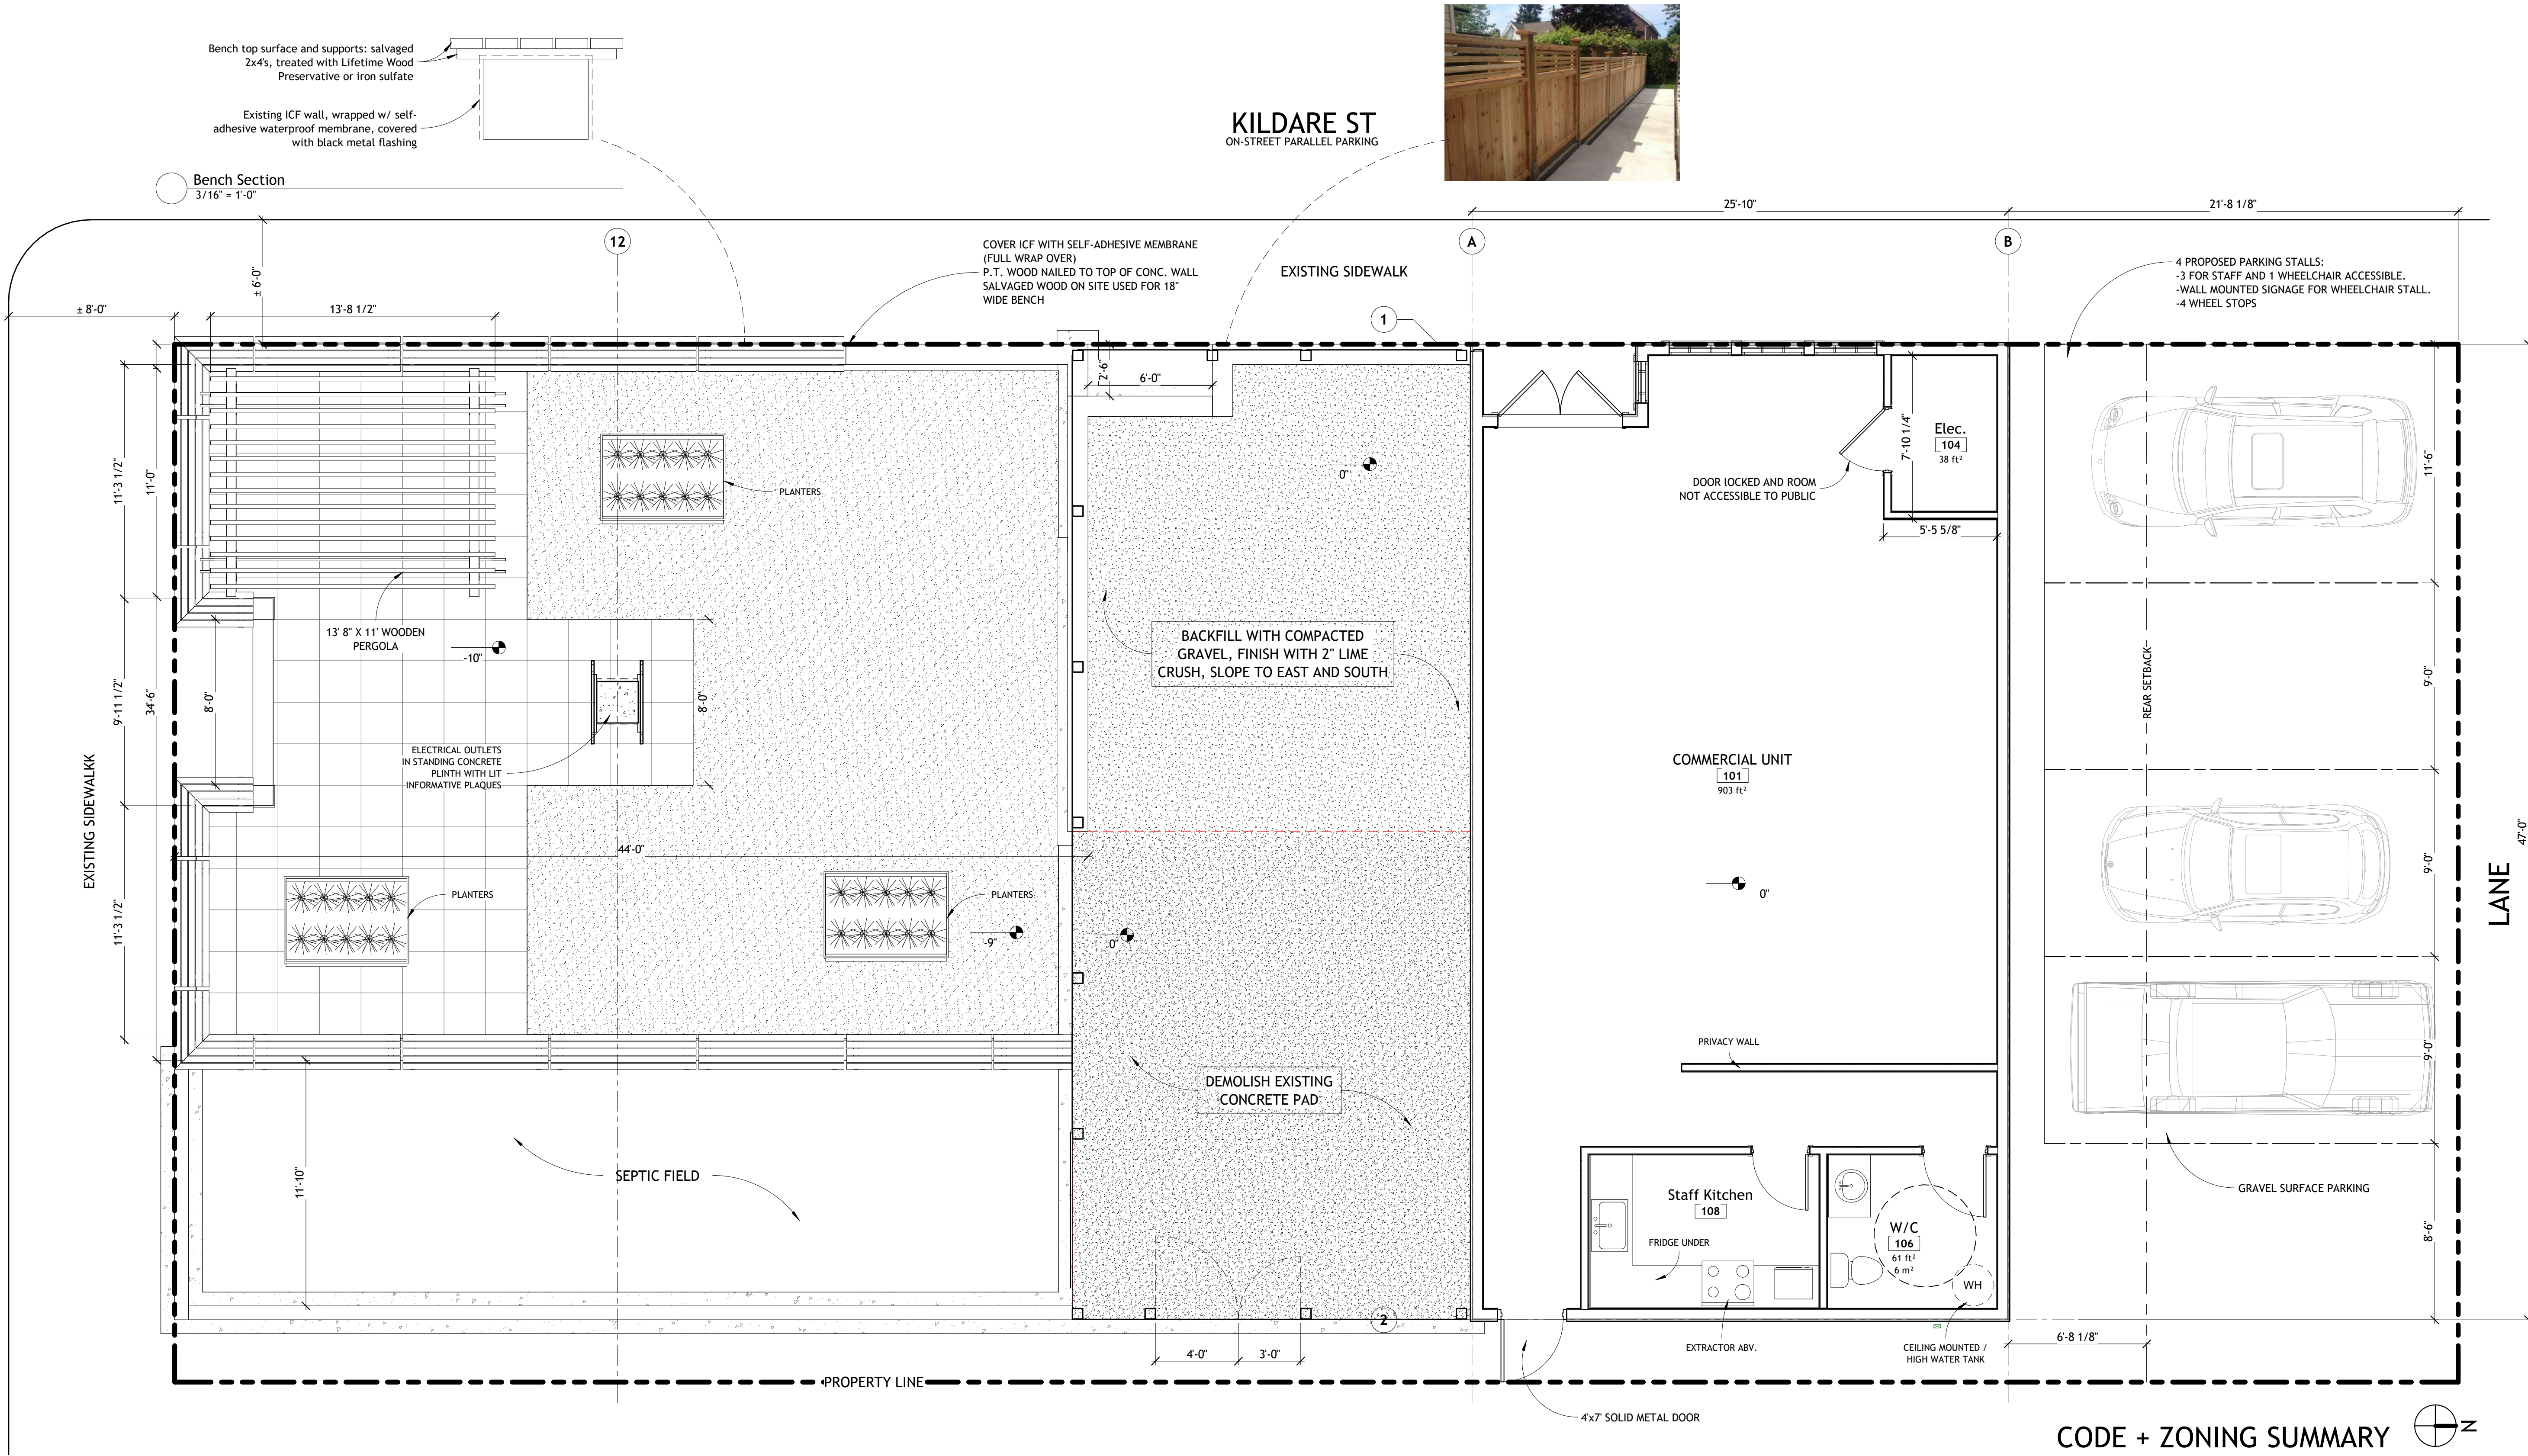 Bench top surface and supports: salvaged
2x4's, treated with Lifetime Wood
Preservative or iron sulfate
Existing ICF wall, wrapped w/ self-
adhesive waterproof membrane, covered
with black metal flashing
Bench Section
3/16" = 1'-0"
KILDARE ST
ON-STREET PARALLEL PARKING
25'-10"
21'-8 1/8"
12
A
B
COVER ICF WITH SELF-ADHESIVE MEMBRANE
(FULL WRAP OVER)
P.T. WOOD NAILED TO TOP OF CONC. WALL
SALVAGED WOOD ON SITE USED FOR 18"
WIDE BENCH
EXISTING SIDEWALK
4 PROPOSED PARKING STALLS:
-3 FOR STAFF AND 1 WHEELCHAIR ACCESSIBLE.
-WALL MOUNTED SIGNAGE FOR WHEELCHAIR STALL.
-4 WHEEL STOPS
± 6'-0"
± 8'-0"
13'-8 1/2"
1
2'-6"
6'-0"
11'-3 1/2"
11'-0"
PLANTERS
0"
7'-10 1/4"
Elec.
104
38 ft²
DOOR lOCKED AND ROOM
NOT ACCESSIBLE TO PUBLIC
5'-5 5/8"
11'-6"
13' 8" X 11' WOODEN
PERGOLA
-10"
BACKFILL WITH COMPACTED
GRAVEL, FINISH WITH 2" LIME
CRUSH, SLOPE TO EAST AND SOUTH
9'-11 1/2"
34'-6"
8'-0"
8'-0"
REAR SETBACK
9'-0"
ELECTRICAL OUTLETS
IN STANDING CONCRETE
PLINTH WITH LIT
INFORMATIVE PLAQUES
COMMERCIAL UNIT
101
903 ft²
EXISTING SIDEWALKK
44'-0"
47'-0"
9'-0"
LANE
PLANTERS
PLANTERS
0"
11'-3 1/2"
-9"
0"
PRIVACY WALL
9'-0"
DEMOLISH EXISTING
CONCRETE PAD
11'-10"
SEPTIC FIELD
Staff Kitchen
108
FRIDGE UNDER
W/C
106
61 ft²
6 m²
WH
GRAVEL SURFACE PARKING
8'-6"
2
4'-0"
3'-0"
EXTRACTOR ABV.
CEILING MOUNTED /
HIGH WATER TANK
6'-8 1/8"
PROPERTY LINE
4'x7' SOLID METAL DOOR
CODE + ZONING SUMMARY
N